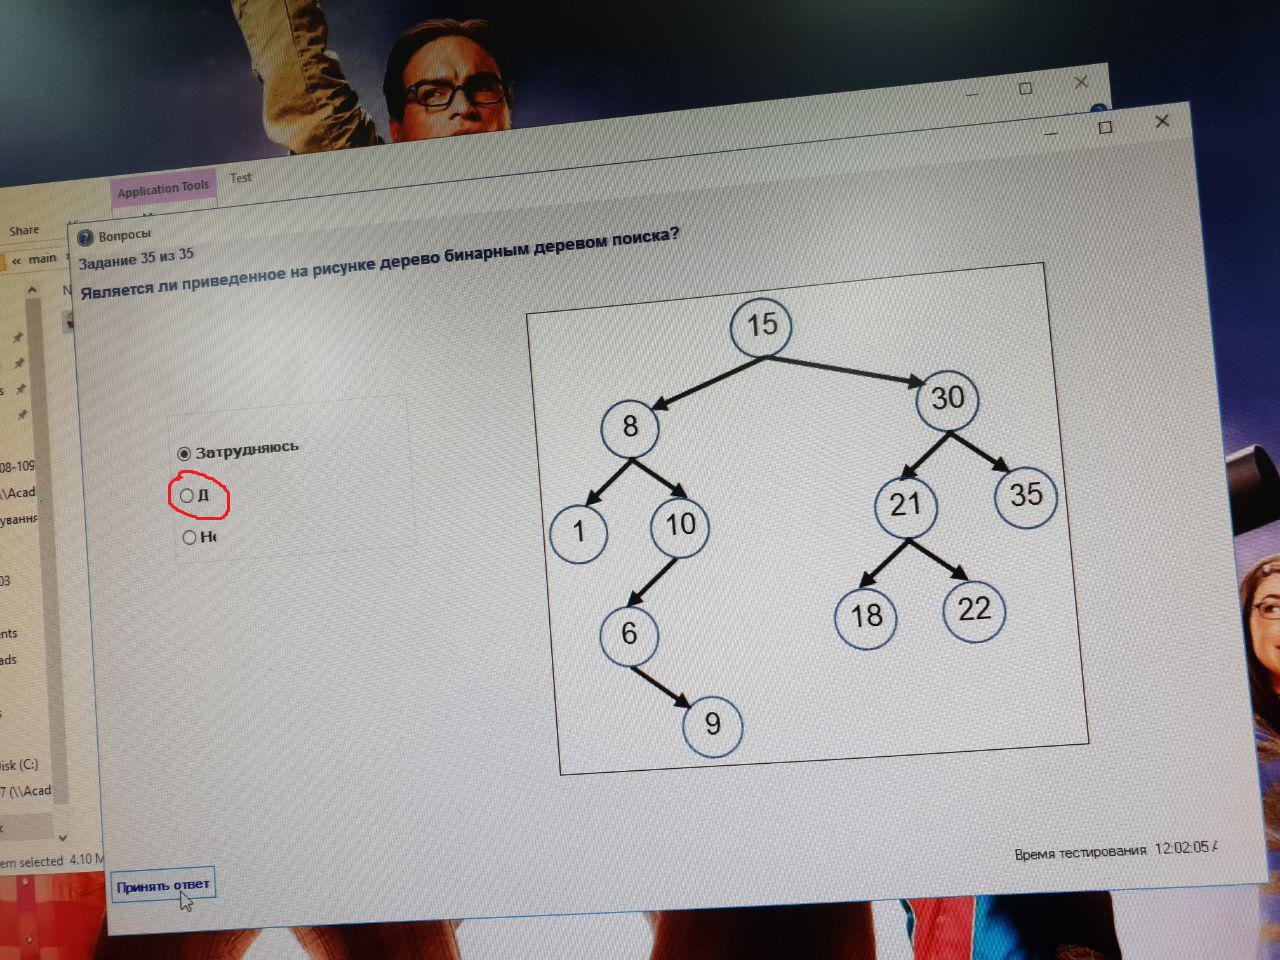 Application Tools
Test
Share
« main
Вопросы
Задание 35 из 35
Является ли приведенное на рисунке дерево бинарным деревом поиска?
Затрудняюсь
Д
Не
15
8
30
1
10
21
35
6
18
22
9
08-109
\\Acad
ування
03
nts
ads
isk (C:)
7 (\\Acad
em selected 4.10 M
Принять ответ
Время тестирования 12:02:05